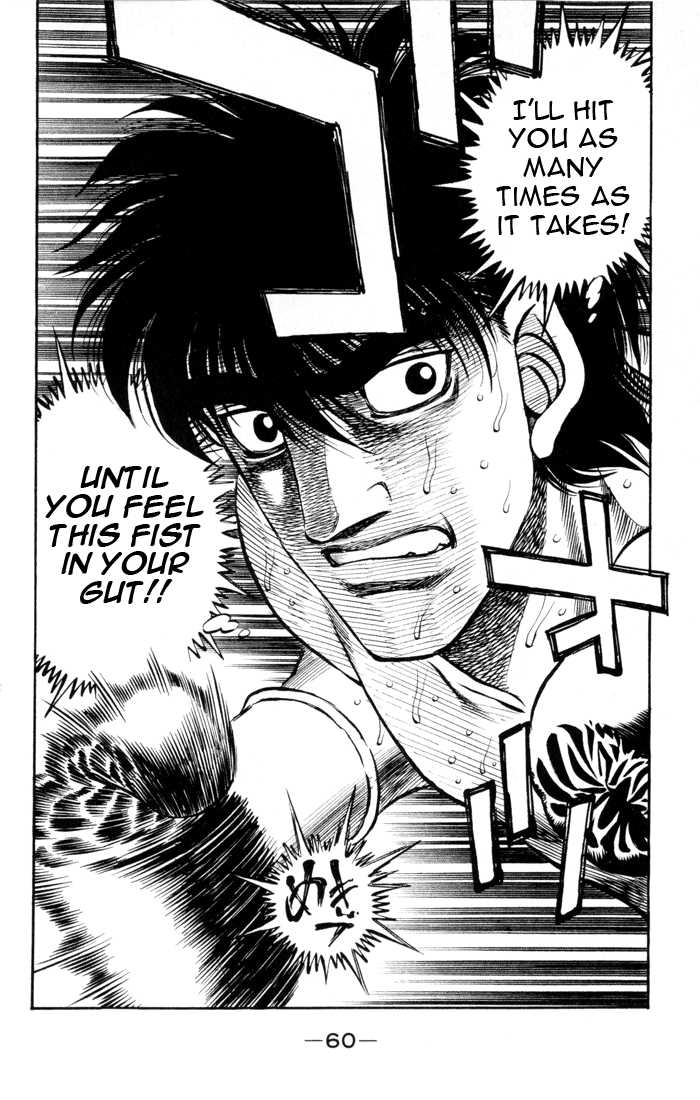 I'LL HIT
YOU AS
MANY
TIMES AS
IT TAKES!
UNTIL
YOU FEEL
THIS FIST
IN YOUR
GUT!!
めきっ
—60—